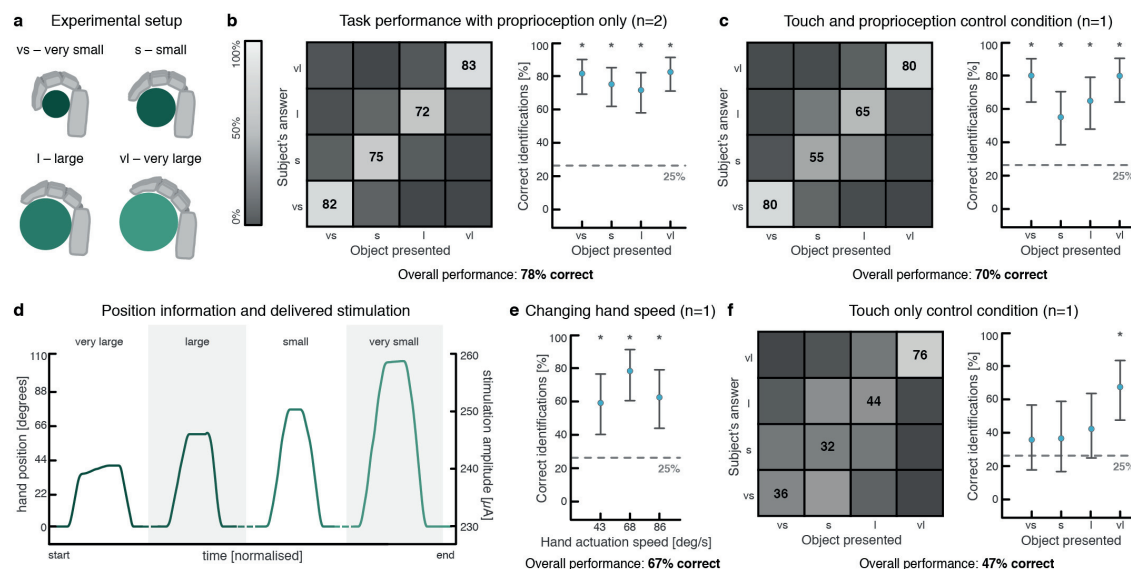 a Experimental setup
vs – very small
s – small
l – large
vl – very large
b Task performance with proprioception only (n=2)
100%
50%
0%
Subject's answer
vl
l
s
vs
83
72
75
82
vs s l vl
Object presented
Correct identifications [%]
100
80
60
40
20
0
* * * *
25%
vs s l vl
Object presented
Overall performance: 78% correct
c Touch and proprioception control condition (n=1)
Subject's answer
vl
l
s
vs
80
65
55
80
vs s l vl
Object presented
Correct identifications [%]
100
80
60
40
20
0
* * * *
25%
vs s l vl
Object presented
Overall performance: 70% correct
d Position information and delivered stimulation
very large large small very small
hand position [degrees]
110
88
66
44
22
0
260
250
240
230
stimulation amplitude [µA]
start time [normalised] end
e Changing hand speed (n=1)
Correct identifications [%]
100
80
60
40
20
0
* * *
25%
43 68 86
Hand actuation speed [deg/s]
Overall performance: 67% correct
f Touch only control condition (n=1)
Subject's answer
vl
l
s
vs
76
44
32
36
vs s l vl
Object presented
Correct identifications [%]
100
80
60
40
20
0
*
25%
vs s l vl
Object presented
Overall performance: 47% correct